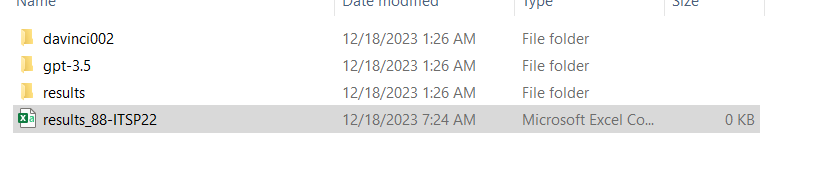 Name Date modified Type Size
davinci002 12/18/2023 1:26 AM File folder
gpt-3.5 12/18/2023 1:26 AM File folder
results 12/18/2023 1:26 AM File folder
results_88-ITSP22 12/18/2023 7:24 AM Microsoft Excel Co... 0 KB